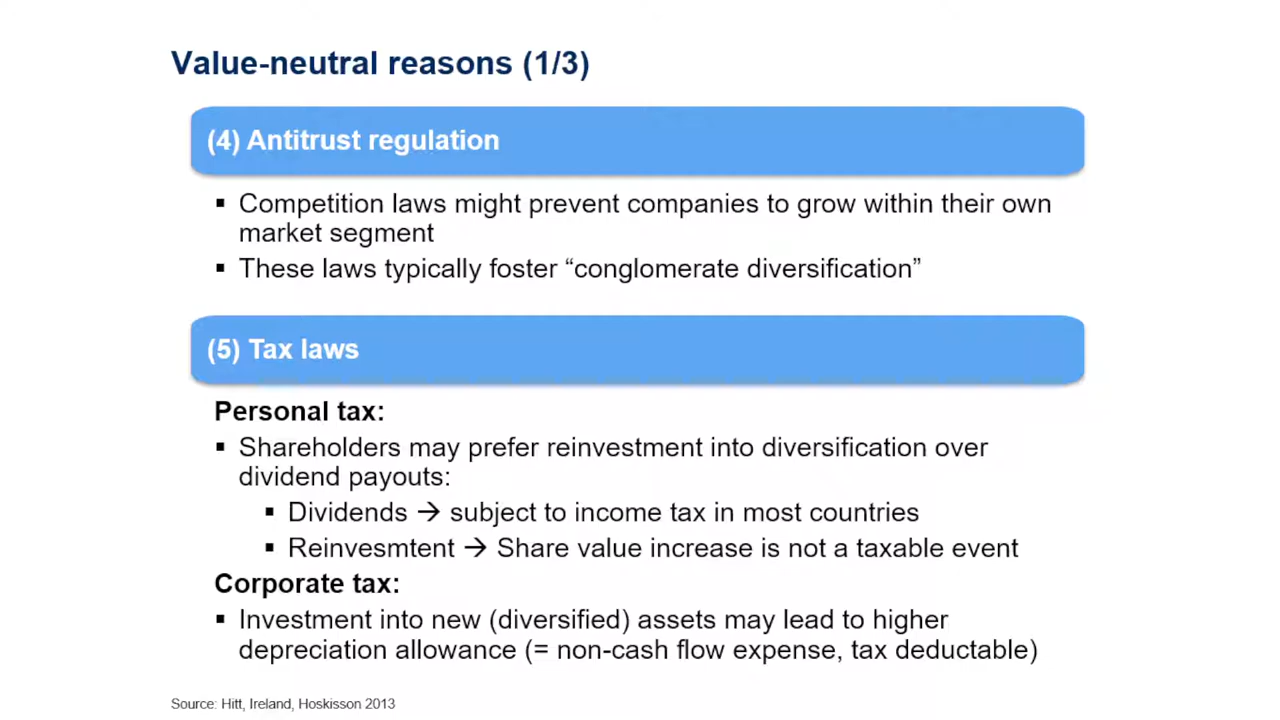 Value-neutral reasons (1/3)
(4) Antitrust regulation
▪ Competition laws might prevent companies to grow within their own
market segment
▪ These laws typically foster “conglomerate diversification”
(5) Tax laws
Personal tax:
▪ Shareholders may prefer reinvestment into diversification over
dividend payouts:
▪ Dividends → subject to income tax in most countries
▪ Reinvesmtent → Share value increase is not a taxable event
Corporate tax:
▪ Investment into new (diversified) assets may lead to higher
depreciation allowance (= non-cash flow expense, tax deductable)
Source: Hitt, Ireland, Hoskisson 2013